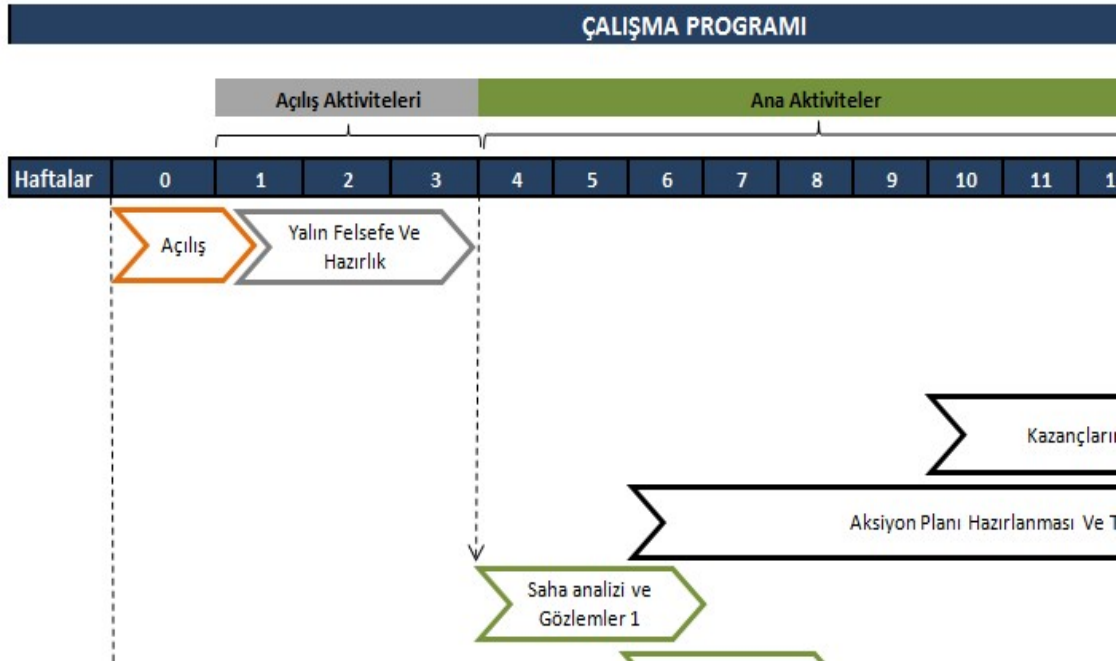 ÇALIŞMA PROGRAMI
Açılış Aktiviteleri
Ana Aktiviteler
Haftalar 0 1 2 3 4 5 6 7 8 9 10 11
Açılış
Yalın Felsefe Ve
Hazırlık
Aksiyon Planı Hazırlanması Ve
Saha analizi ve
Gözlemler 1